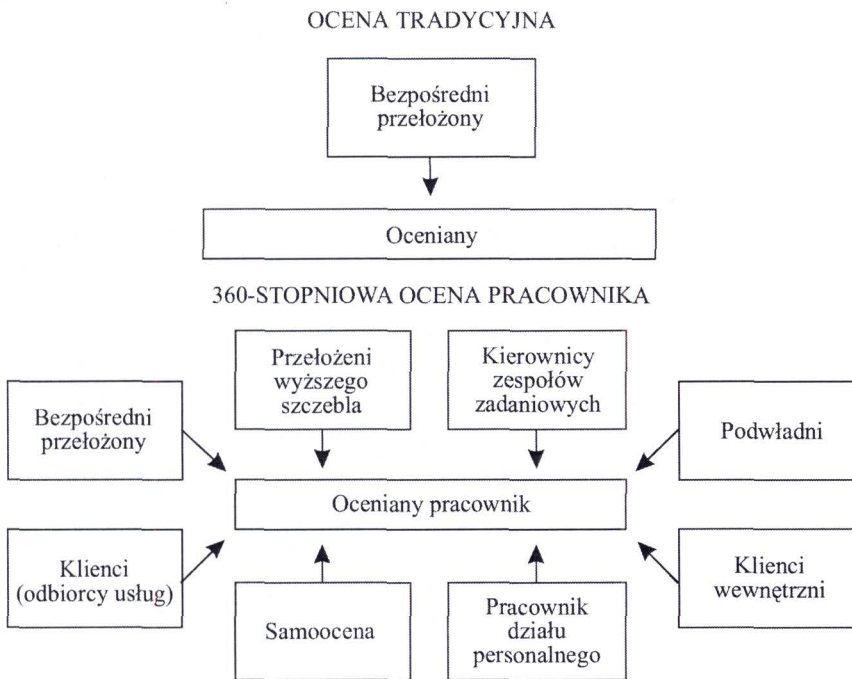 OCENA TRADYCYJNA
Bezpośredni
przełożony
Oceniany
360-STOPNIOWA OCENA PRACOWNIKA
Przełożeni
wyższego
szczebla
Kierownicy
zespołów
zadaniowych
Bezpośredni
przełożony
Podwładni
Oceniany pracownik
Klienci
(odbiorcy usług)
Klienci
wewnętrzni
Samoocena
Pracownik
działu
personalnego